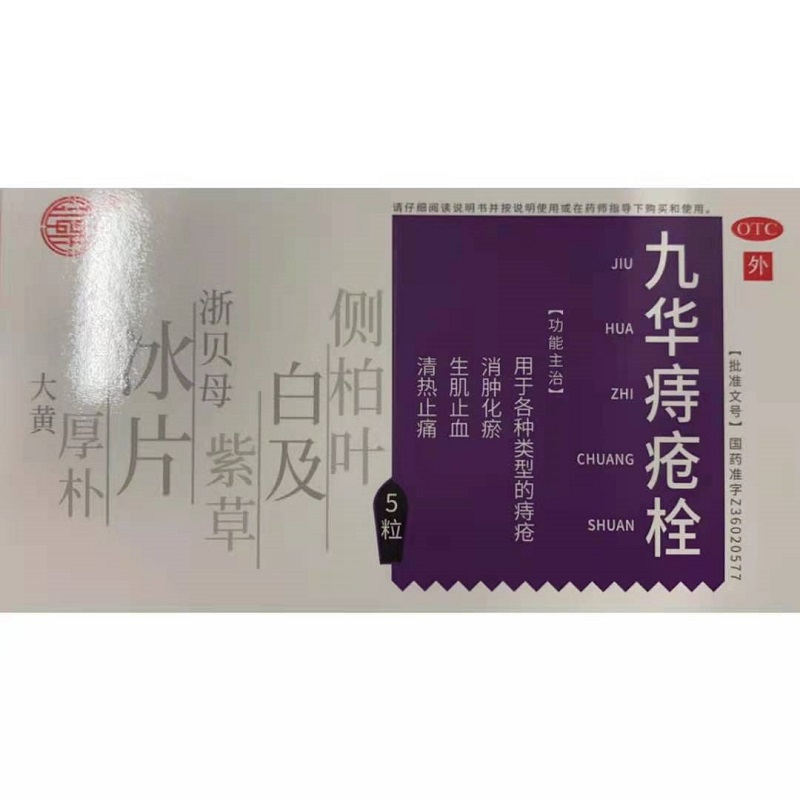 请仔细阅读说明书并按说明使用或在药师指导下购买和使用。
OTC
外
【批准文号】国药准字Z36020577
九华痔疮栓
JIU
HUA
ZHI
CHUANG
SHUAN
【功能主治】
用于各种类型的痔疮
消肿化瘀
生肌止血
清热止痛
5粒
侧柏叶
白及
紫草
浙贝母
冰片
厚朴
大黄